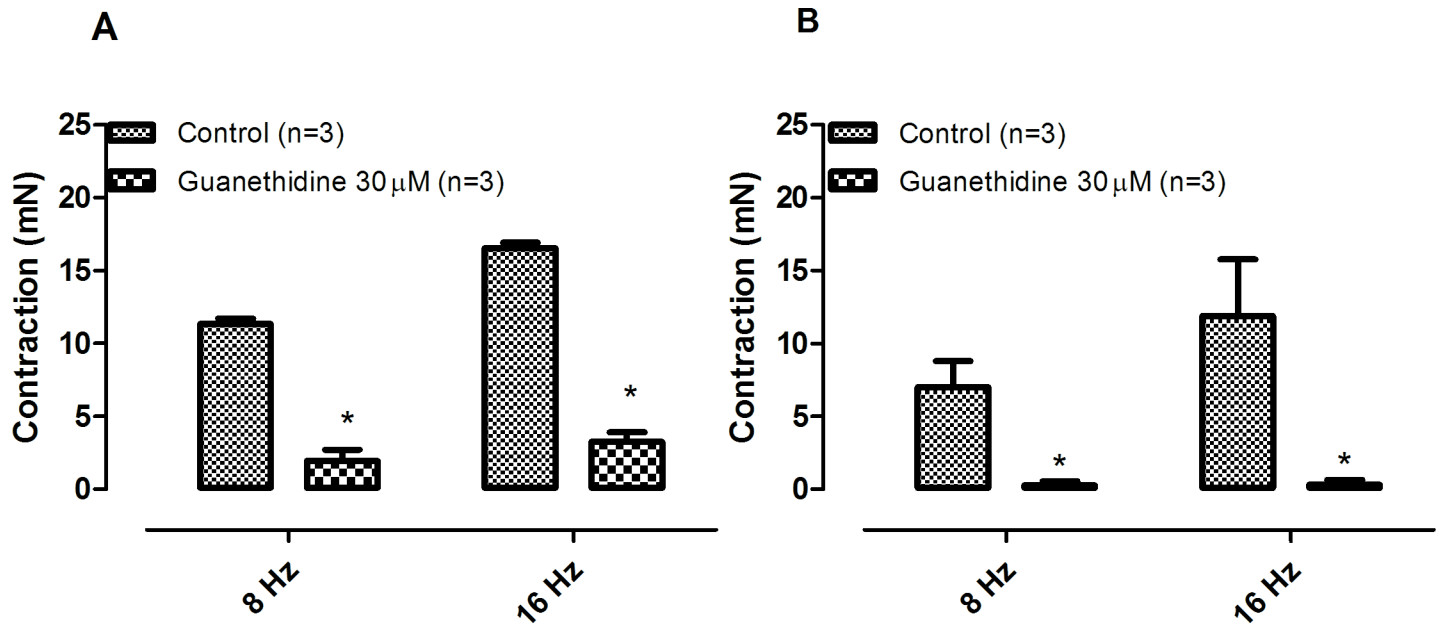 A
Contraction (mN)
25
20
15
10
5
0
Control (n=3)
Guanethidine 30 μM (n=3)
*
*
8 Hz
16 Hz
B
Contraction (mN)
25
20
15
10
5
0
Control (n=3)
Guanethidine 30 μM (n=3)
*
*
8 Hz
16 Hz